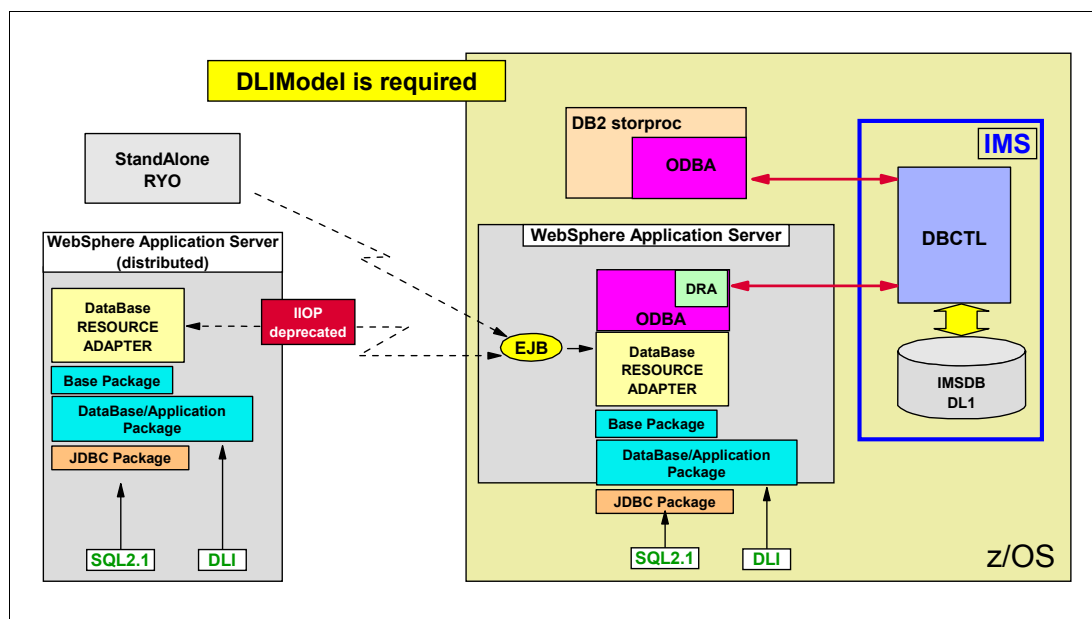 DLIModel is required
StandAlone
RYO
WebSphere Application Server
(distributed)
DataBase
RESOURCE
ADAPTER
Base Package
DataBase/Application
Package
JDBC Package
SQL2.1
DLI
IIOP
deprecated
EJB
DB2 storproc
ODBA
WebSphere Application Server
DRA
ODBA
DataBase
RESOURCE
ADAPTER
Base Package
DataBase/Application
Package
JDBC Package
SQL2.1
DLI
IMS
DBCTL
IMSDB
DL1
z/OS